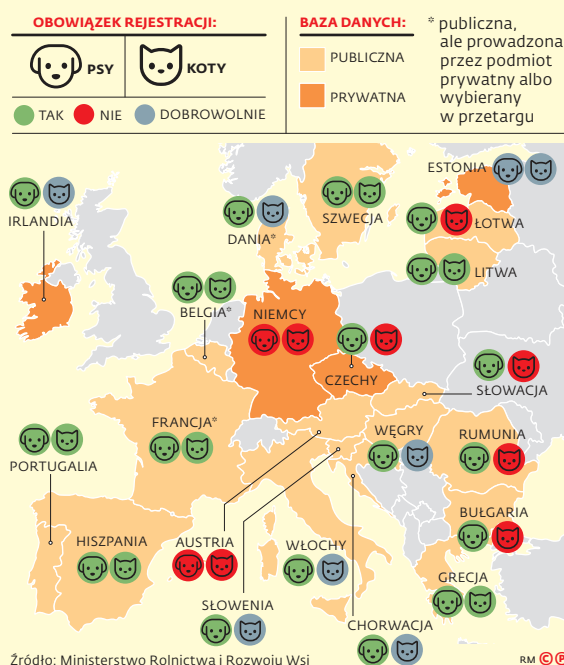 OBOWIĄZEK REJESTRACJI:
PSY
KOTY
TAK
NIE
DOBROWOLNIE
BAZA DANYCH:
PUBLICZNA
PRYWATNA
* publiczna,
ale prowadzona
przez podmiot
prywatny albo
wybierany
w przetargu
ESTONIA
IRLANDIA
SZWECJA
ŁOTWA
DANIA*
LITWA
BELGIA*
NIEMCY
CZECHY
SŁOWACJA
FRANCJA*
WĘGRY
RUMUNIA
PORTUGALIA
BUŁGARIA
HISZPANIA
AUSTRIA
WŁOCHY
GRECJA
SŁOWENIA
CHORWACJA
Źródło: Ministerstwo Rolnictwa i Rozwoju Wsi
RM ©℗